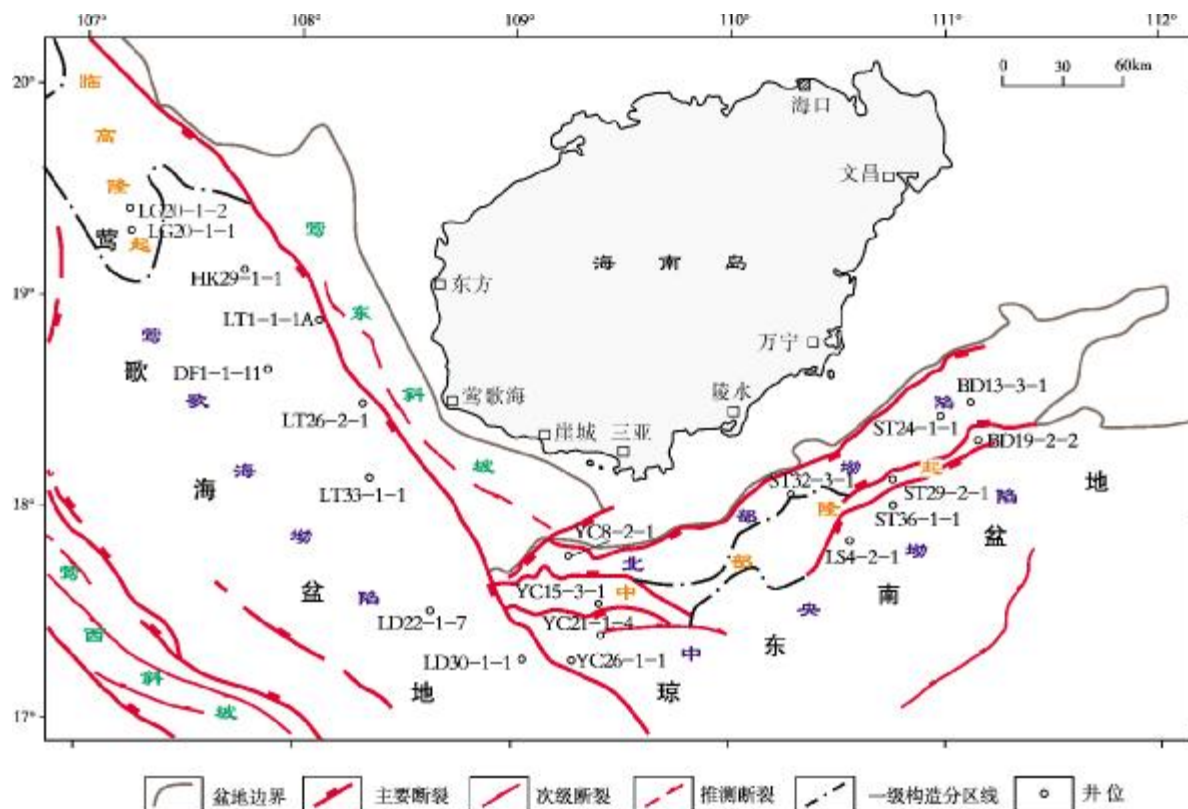 107° 108° 109° 110° 111° 112°
0 30 60km
20°
19°
18°
17°
临高隆起
莺歌海盆地
莺歌海坳陷
莺东斜坡
莺西斜坡
海南岛
海口
文昌
东方
万宁
陵水
莺歌海
崖城
三亚
LG20-1-2
LG20-1-1
HK29-1-1
LT1-1-1A
DF1-1-11
LT26-2-1
LT33-1-1
LD22-1-7
LD30-1-1
YC8-2-1
YC15-3-1
YC21-1-4
YC26-1-1
BD13-3-1
ST24-1-1
BD19-2-2
ST32-3-1
ST29-2-1
ST36-1-1
LS4-2-1
北部坳陷
中部隆起
中央坳陷
琼东南盆地
107° 108° 109° 110° 111° 112°
盆地边界 主要断裂 次级断裂 推测断裂 一级构造分区线 井位